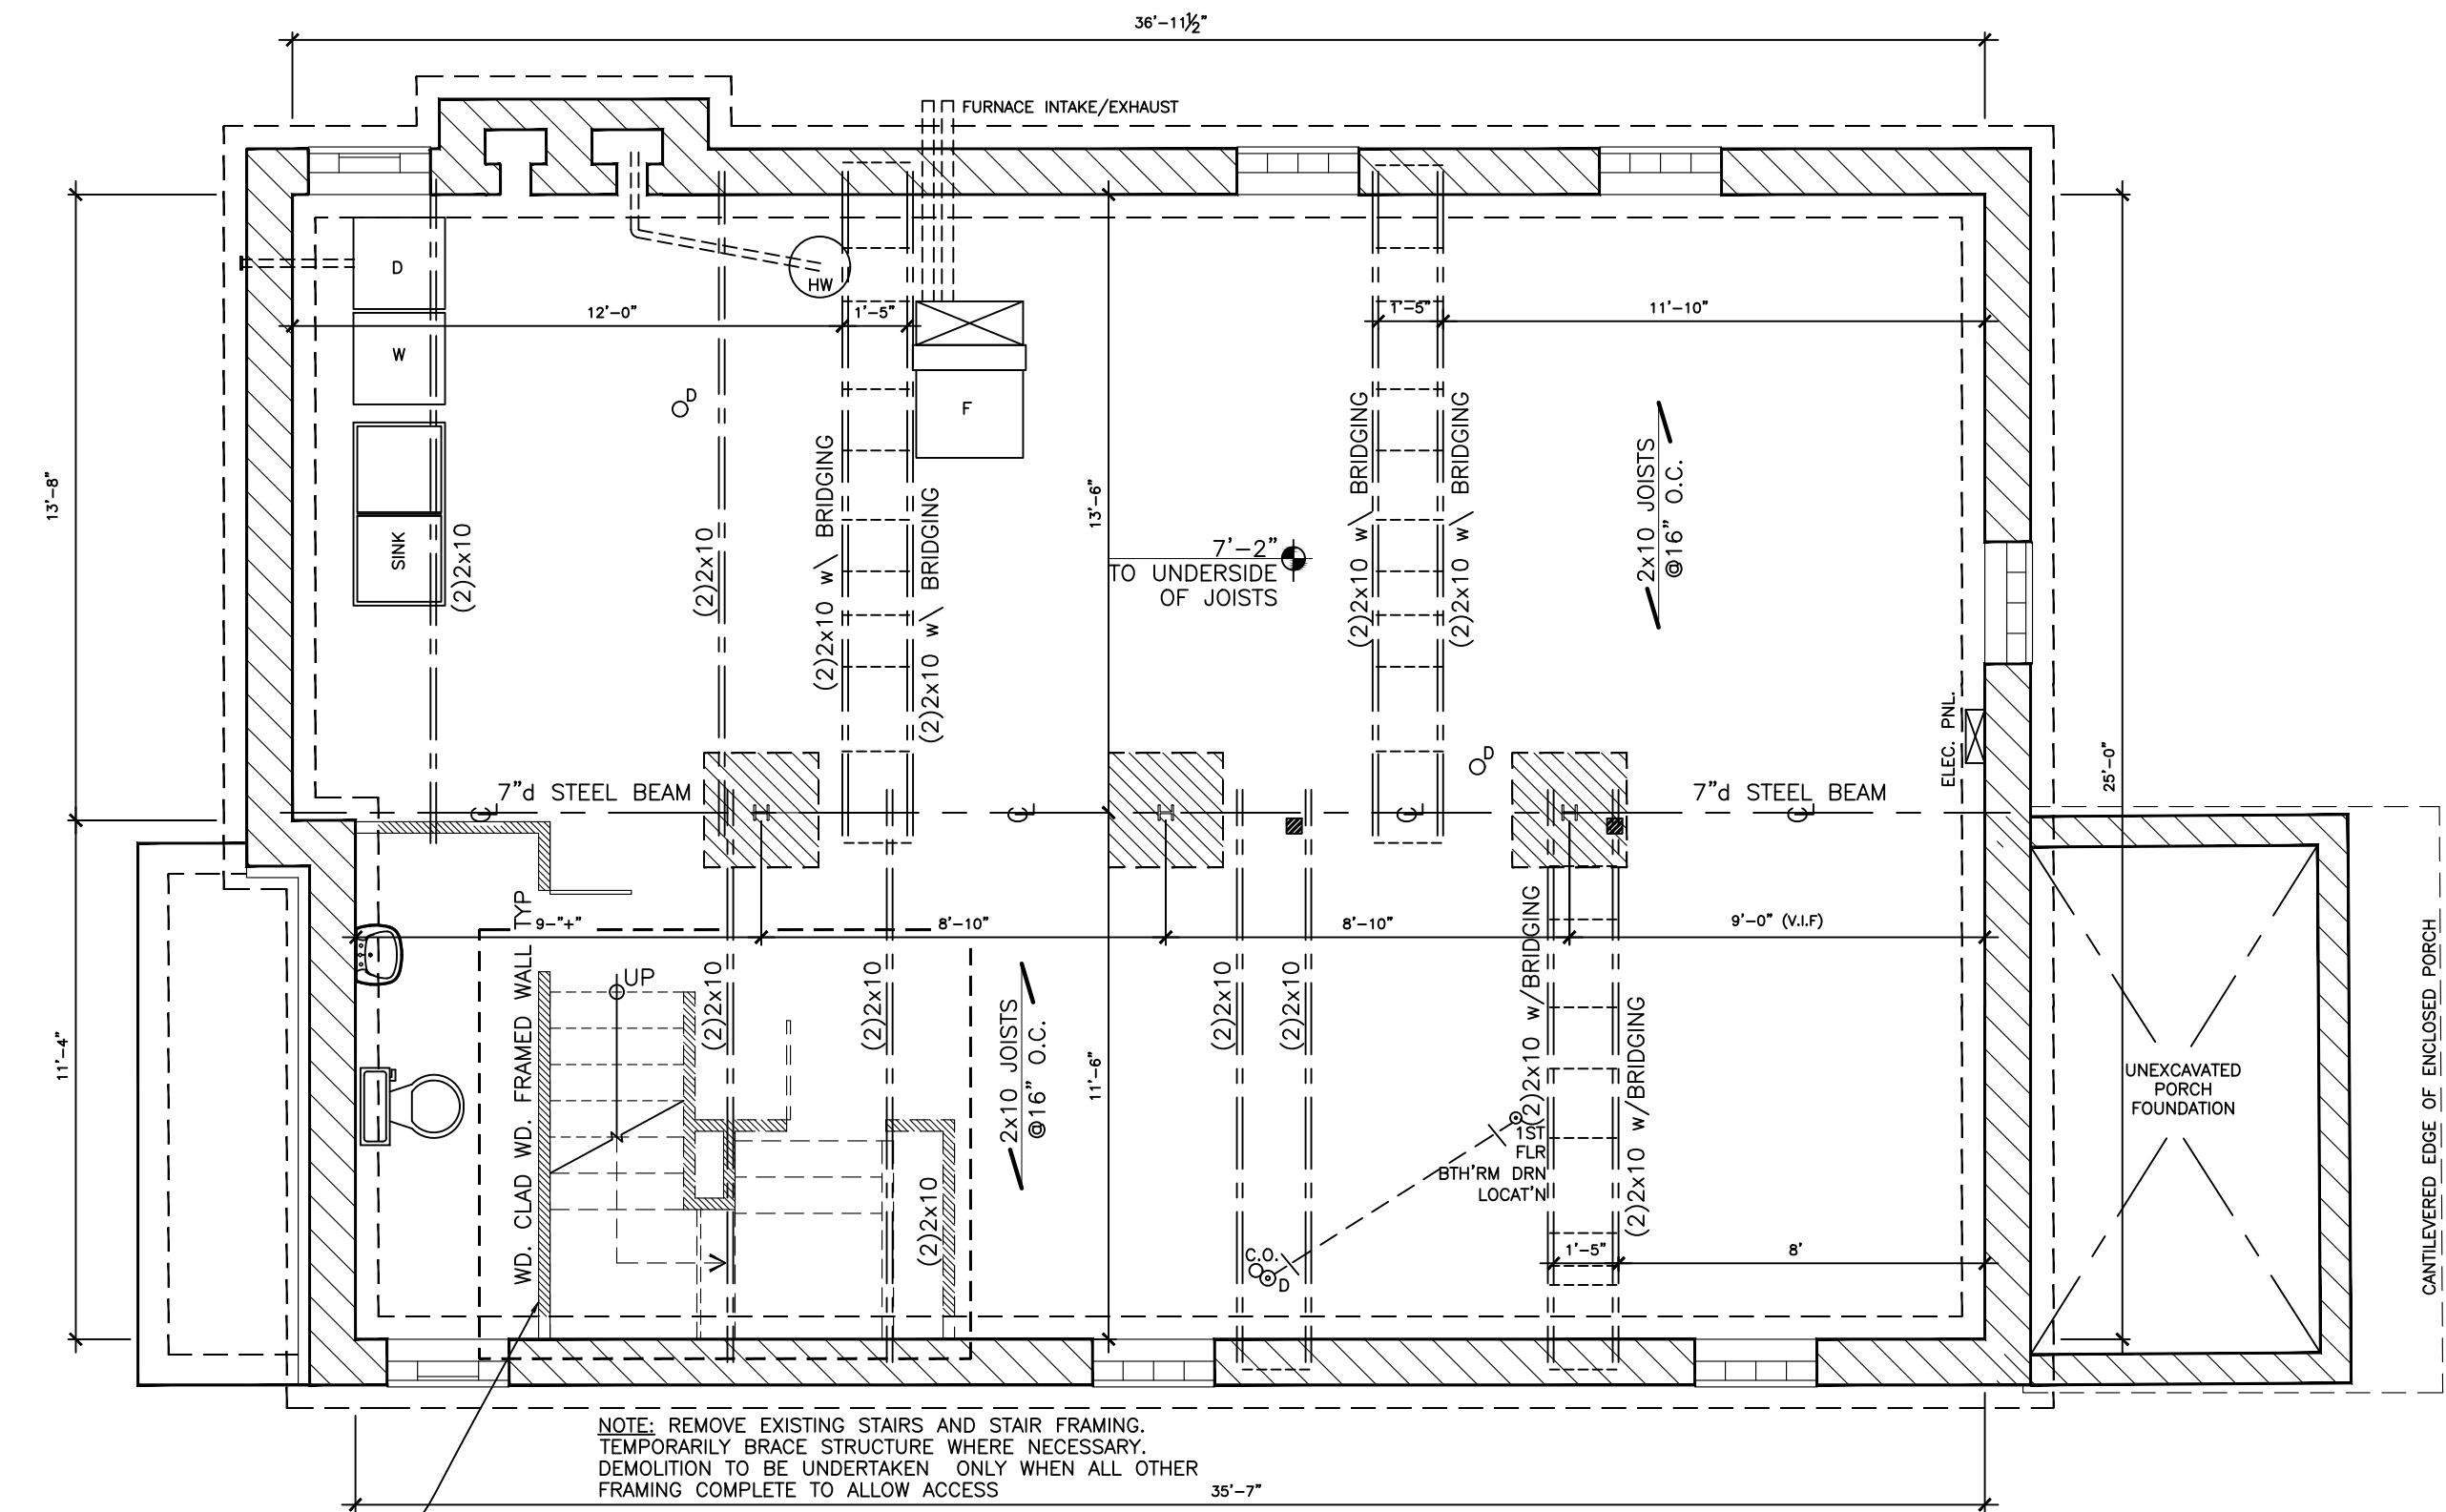 36'-11½"
FURNACE INTAKE/EXHAUST
D
HW
12'-0"
1'-5"
1'-5"
11'-10"
W
D
F
13'-8"
SINK
(2)2x10
(2)2x10
(2)2x10 w/ BRIDGING
(2)2x10 w/ BRIDGING
13'-6"
7'-2"
TO UNDERSIDE
OF JOISTS
(2)2x10 w/ BRIDGING
(2)2x10 w/ BRIDGING
2x10 JOISTS
@16" O.C.
ELEC. PNL.
25'-0"
D
7"d STEEL BEAM
CL
CL
CL
7"d STEEL BEAM
CL
9-"+"
8'-10"
8'-10"
9'-0" (V.I.F)
WD. CLAD WD. FRAMED WALL TYP
UP
11'-4"
(2)2x10
(2)2x10
(2)2x10
2x10 JOISTS
@16" O.C.
11'-6"
(2)2x10
(2)2x10
(2)2x10 w/BRIDGING
(2)2x10 w/BRIDGING
1ST
FLR
BTH'RM DRN
LOCAT'N
C.O.
D
1'-5"
8'
UNEXCAVATED
PORCH
FOUNDATION
CANTILEVERED EDGE OF ENCLOSED PORCH
NOTE: REMOVE EXISTING STAIRS AND STAIR FRAMING.
TEMPORARILY BRACE STRUCTURE WHERE NECESSARY.
DEMOLITION TO BE UNDERTAKEN ONLY WHEN ALL OTHER
FRAMING COMPLETE TO ALLOW ACCESS
35'-7"